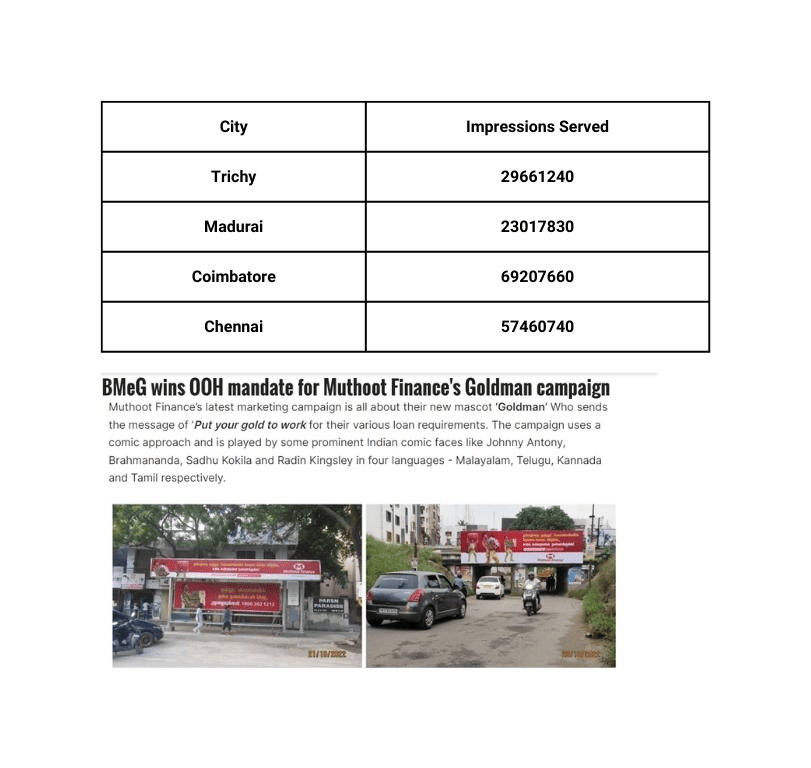 City
Impressions Served
Trichy
29661240
Madurai
23017830
Coimbatore
69207660
Chennai
57460740
BMeG wins OOH mandate for Muthoot Finance's Goldman campaign
Muthoot Finance's latest marketing campaign is all about their new mascot 'Goldman' Who sends
the message of 'Put your gold to work for their various loan requirements. The campaign uses a
comic approach and is played by some prominent Indian comic faces like Johnny Antony,
Brahmananda, Sadhu Kokila and Radin Kingsley in four languages - Malayalam, Telugu, Kannada
and Tamil respectively.
Muthoot Finance
1800 202 1212
PARSN
PARADISE
21/10/2022
Muthoot Finance